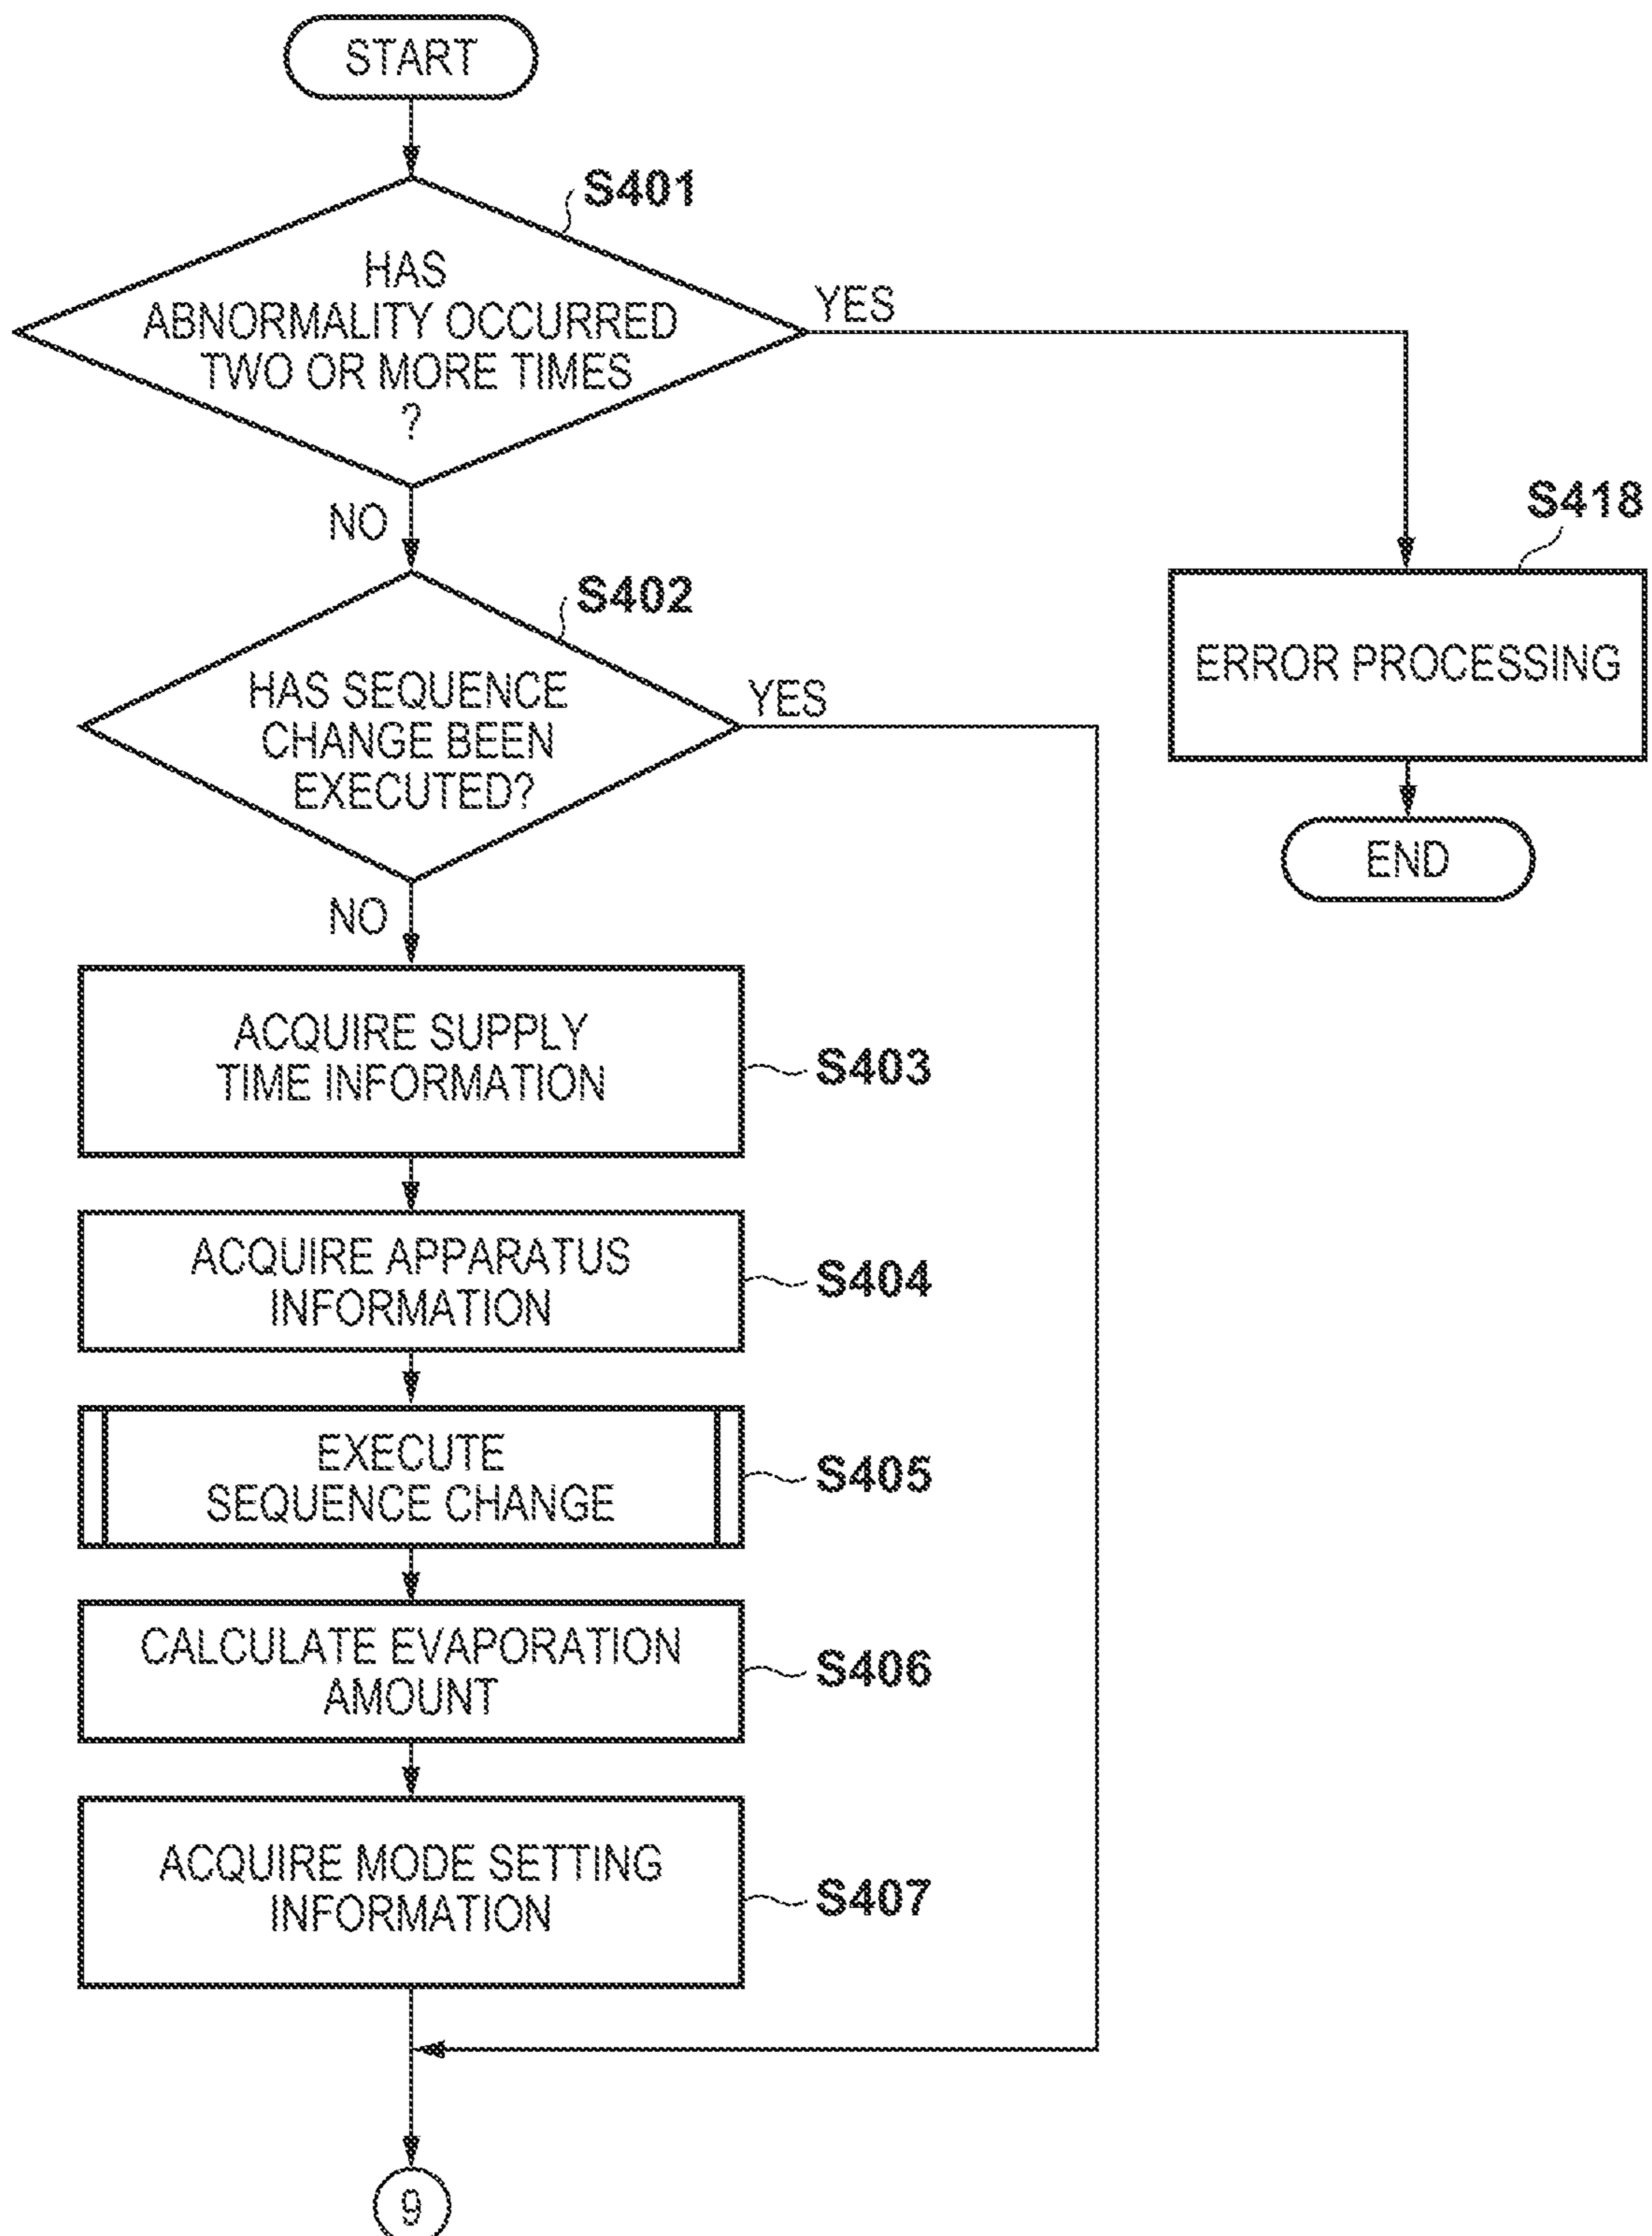 START
S401
HAS
ABNORMALITY OCCURRED
TWO OR MORE TIMES
?
YES
NO
S418
ERROR PROCESSING
END
S402
HAS SEQUENCE
CHANGE BEEN
EXECUTED?
YES
NO
ACQUIRE SUPPLY
TIME INFORMATION
S403
ACQUIRE APPARATUS
INFORMATION
S404
EXECUTE
SEQUENCE CHANGE
S405
CALCULATE EVAPORATION
AMOUNT
S406
ACQUIRE MODE SETTING
INFORMATION
S407
9